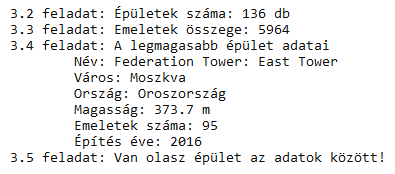 3.2 feladat: Épületek száma: 136 db
3.3 feladat: Emeletek összege: 5964
3.4 feladat: A legmagasabb épület adatai
Név: Federation Tower: East Tower
Város: Moszkva
Ország: Oroszország
Magasság: 373.7 m
Emeletek száma: 95
Építés éve: 2016
3.5 feladat: Van olasz épület az adatok között!